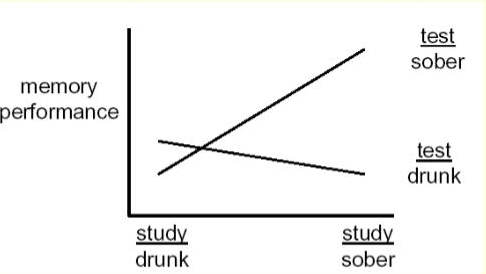 test
sober
memory
performance
test
drunk
study
drunk
study
sober